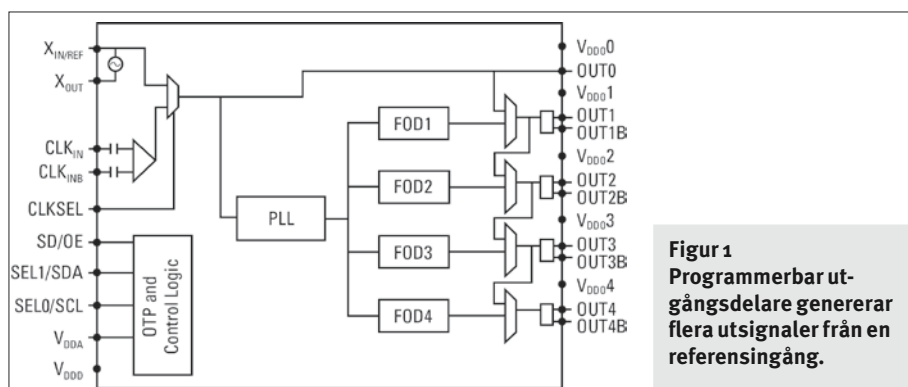 X_IN/REF
X_OUT
CLK_IN
CLK_INB
CLKSEL
SD/OE
SEL1/SDA
SEL0/SCL
V_DDA
V_DDD
OTP and
Control Logic
PLL
FOD1
FOD2
FOD3
FOD4
V_DDO0
OUT0
V_DDO1
OUT1
OUT1B
V_DDO2
OUT2
OUT2B
V_DDO3
OUT3
OUT3B
V_DDO4
OUT4
OUT4B
Figur 1
Programmerbar ut-
gångsdelare genererar
flera utsignaler från en
referensingång.